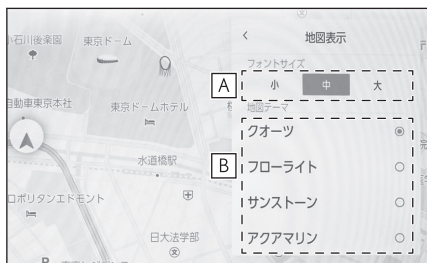 小石川後楽園
東京ドーム
自動車東京本社
東京ドームホテル
水道橋駅
ロポリタンエドモント
日大法学部
文
P
地図表示
フォントサイズ
A
小 中 大
地図テーマ
B
クオーツ
フローライト
サンストーン
アクアマリン